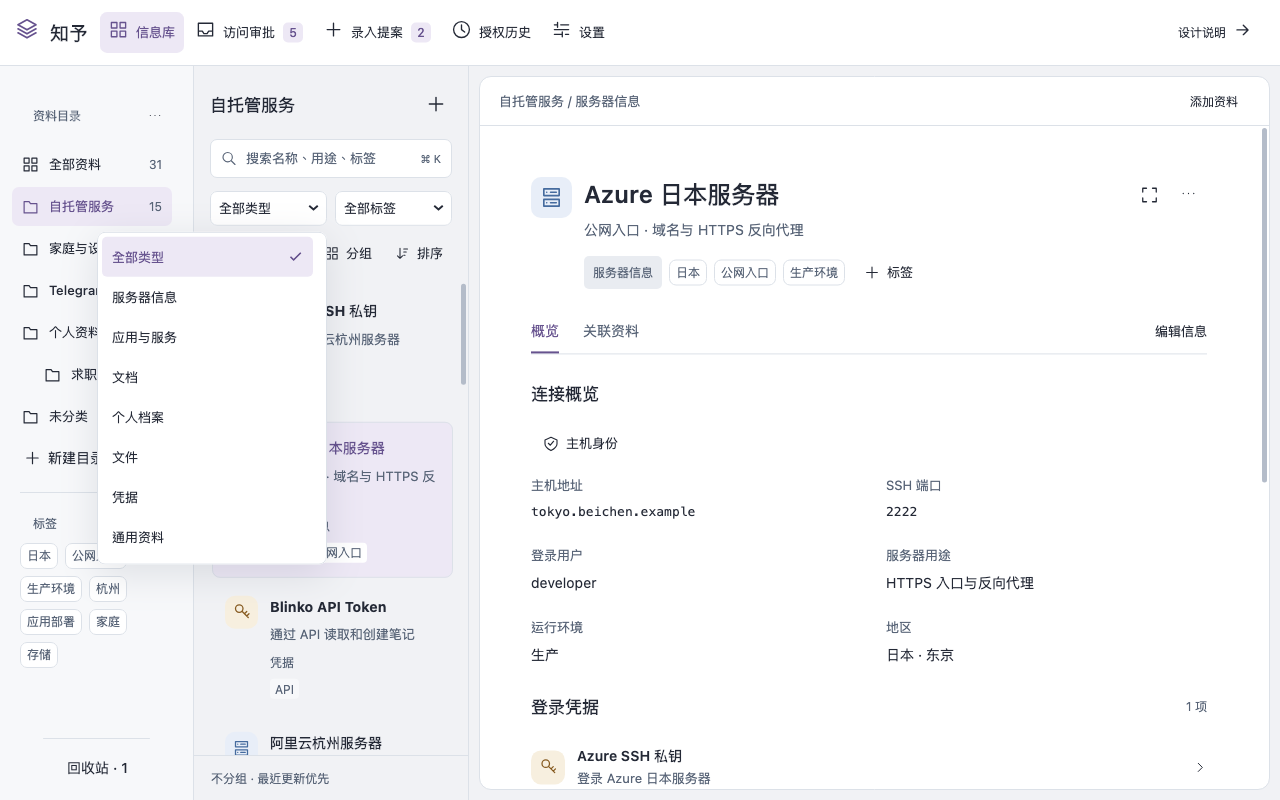 知予
信息库
访问审批 5
录入提案 2
授权历史
设置
设计说明
资料目录
全部资料 31
自托管服务 15
家庭与设
Telegra
个人资料
求职
未分类
新建目录
标签
日本
公网
生产环境
杭州
应用部署
家庭
存储
回收站 · 1
自托管服务
搜索名称、用途、标签 ⌘ K
全部类型
全部标签
分组
排序
全部类型
服务器信息
应用与服务
文档
个人档案
文件
凭据
通用资料
SH 私钥
云杭州服务器
本服务器
· 域名与 HTTPS 反
网入口
Blinko API Token
通过 API 读取和创建笔记
凭据
API
阿里云杭州服务器
不分组 · 最近更新优先
自托管服务 / 服务器信息
添加资料
Azure 日本服务器
公网入口 · 域名与 HTTPS 反向代理
服务器信息
日本
公网入口
生产环境
标签
概览
关联资料
编辑信息
连接概览
主机身份
主机地址
tokyo.beichen.example
SSH 端口
2222
登录用户
developer
服务器用途
HTTPS 入口与反向代理
运行环境
生产
地区
日本 · 东京
登录凭据
1 项
Azure SSH 私钥
登录 Azure 日本服务器